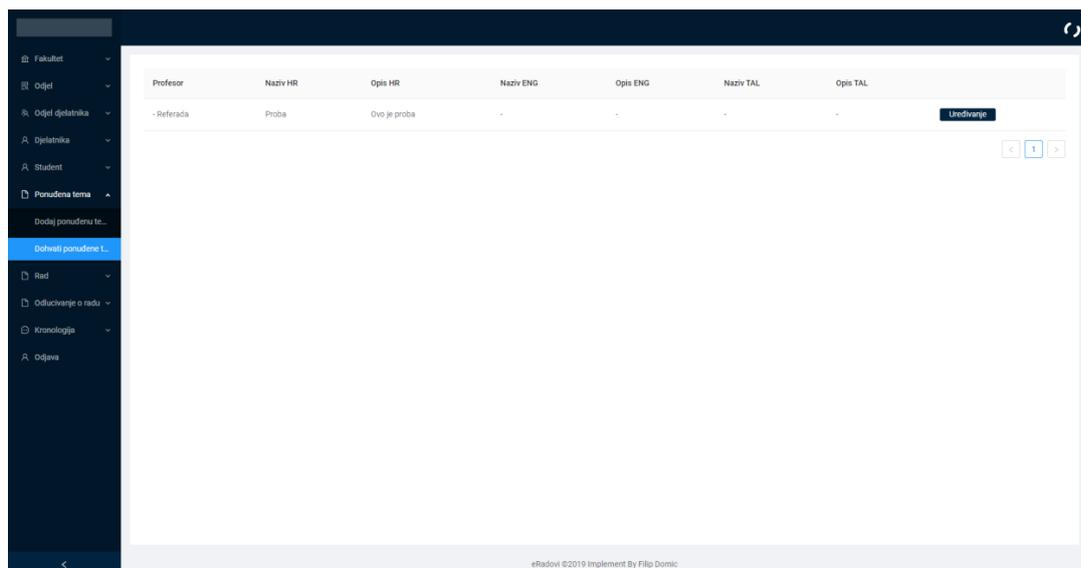 Fakultet
Odjel
Odjel djelatnika
Djelatnika
Student
Ponuđena tema
Dodaj ponuđenu te...
Dohvati ponuđene t...
Rad
Odlucivanje o radu
Kronologija
Odjava
Profesor Naziv HR Opis HR Naziv ENG Opis ENG Naziv TAL Opis TAL
- Referada Proba Ovo je proba - - - - Uređivanje
< 1 >
<
eRadovi ©2019 Implement By Filip Domic